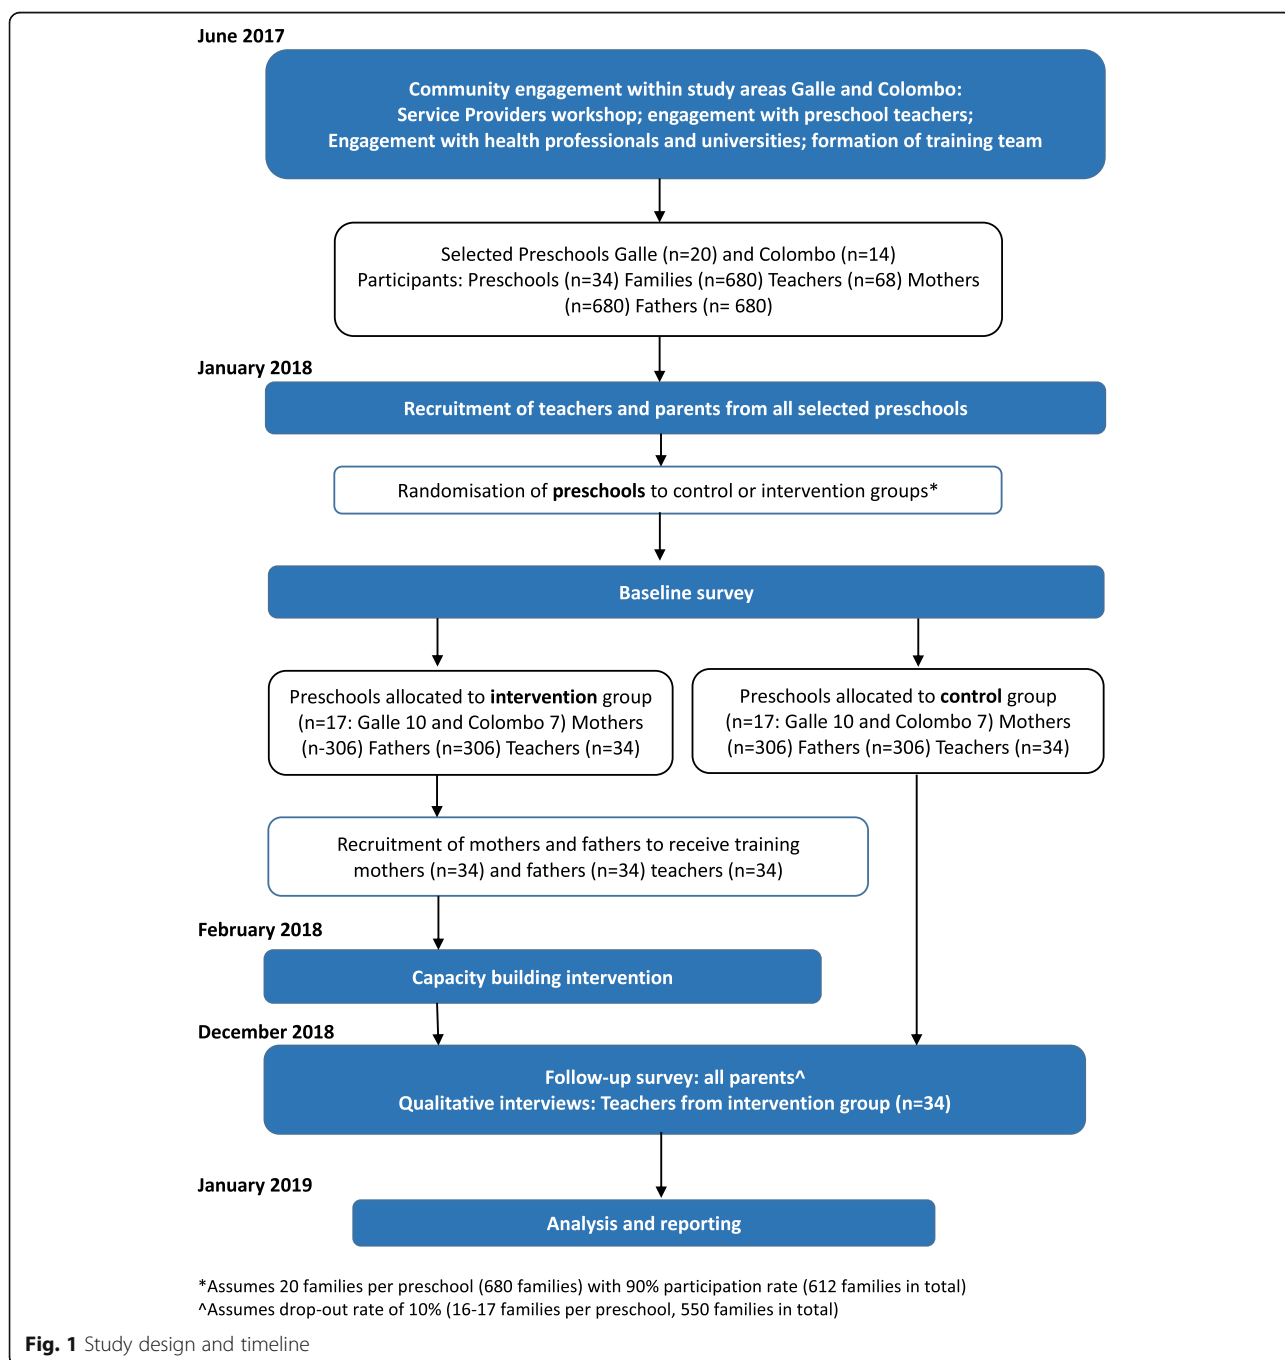 June 2017
Community engagement within study areas Galle and Colombo:
Service Providers workshop; engagement with preschool teachers;
Engagement with health professionals and universities; formation of training team
Selected Preschools Galle (n=20) and Colombo (n=14)
Participants: Preschools (n=34) Families (n=680) Teachers (n=68) Mothers
(n=680) Fathers (n= 680)
January 2018
Recruitment of teachers and parents from all selected preschools
Randomisation of preschools to control or intervention groups*
Baseline survey
Preschools allocated to intervention group
(n=17: Galle 10 and Colombo 7) Mothers
(n-306) Fathers (n=306) Teachers (n=34)
Preschools allocated to control group
(n=17: Galle 10 and Colombo 7) Mothers
(n=306) Fathers (n=306) Teachers (n=34)
Recruitment of mothers and fathers to receive training
mothers (n=34) and fathers (n=34) teachers (n=34)
February 2018
Capacity building intervention
December 2018
Follow-up survey: all parents^
Qualitative interviews: Teachers from intervention group (n=34)
January 2019
Analysis and reporting
*Assumes 20 families per preschool (680 families) with 90% participation rate (612 families in total)
^Assumes drop-out rate of 10% (16-17 families per preschool, 550 families in total)
Fig. 1 Study design and timeline